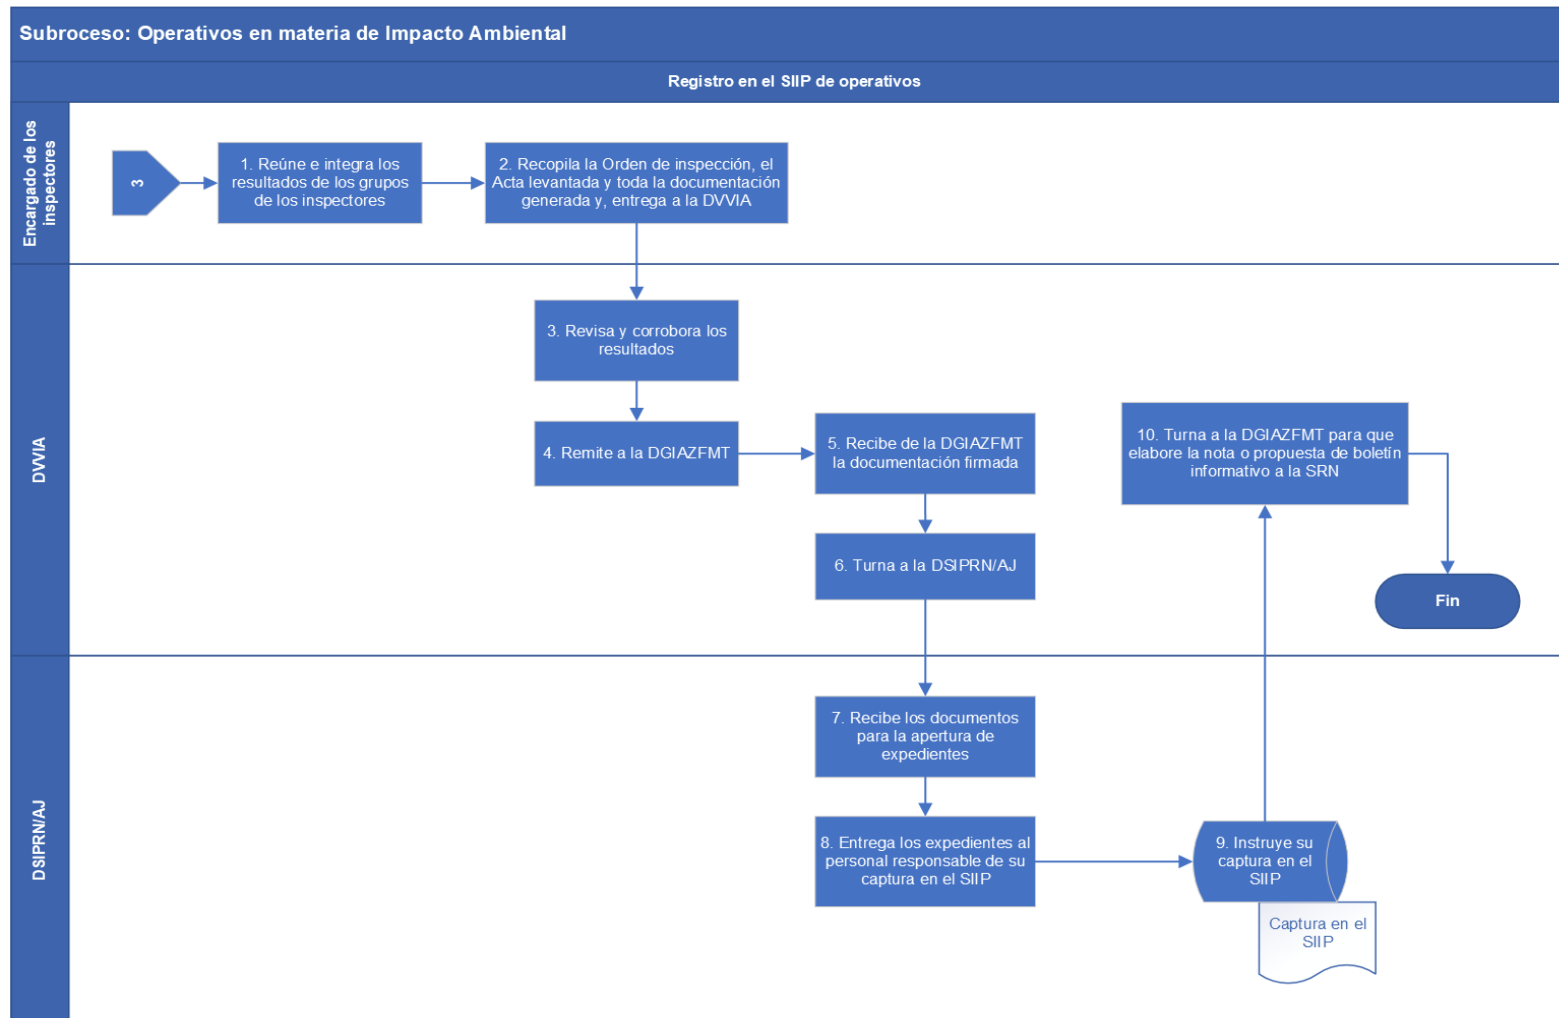 Subroceso: Operativos en materia de Impacto Ambiental
Registro en el SIIP de operativos
Encargado de los
inspectores
3
1. Reúne e integra los
resultados de los grupos
de los inspectores
2. Recopila la Orden de inspección, el
Acta levantada y toda la documentación
generada y, entrega a la DVVIA
DVVIA
3. Revisa y corrobora los
resultados
4. Remite a la DGIAZFMT
5. Recibe de la DGIAZFMT
la documentación firmada
6. Turna a la DSIPRN/AJ
10. Turna a la DGIAZFMT para que
elabore la nota o propuesta de boletín
informativo a la SRN
Fin
DSIPRN/AJ
7. Recibe los documentos
para la apertura de
expedientes
8. Entrega los expedientes al
personal responsable de su
captura en el SIIP
9. Instruye su
captura en el
SIIP
Captura en el
SIIP